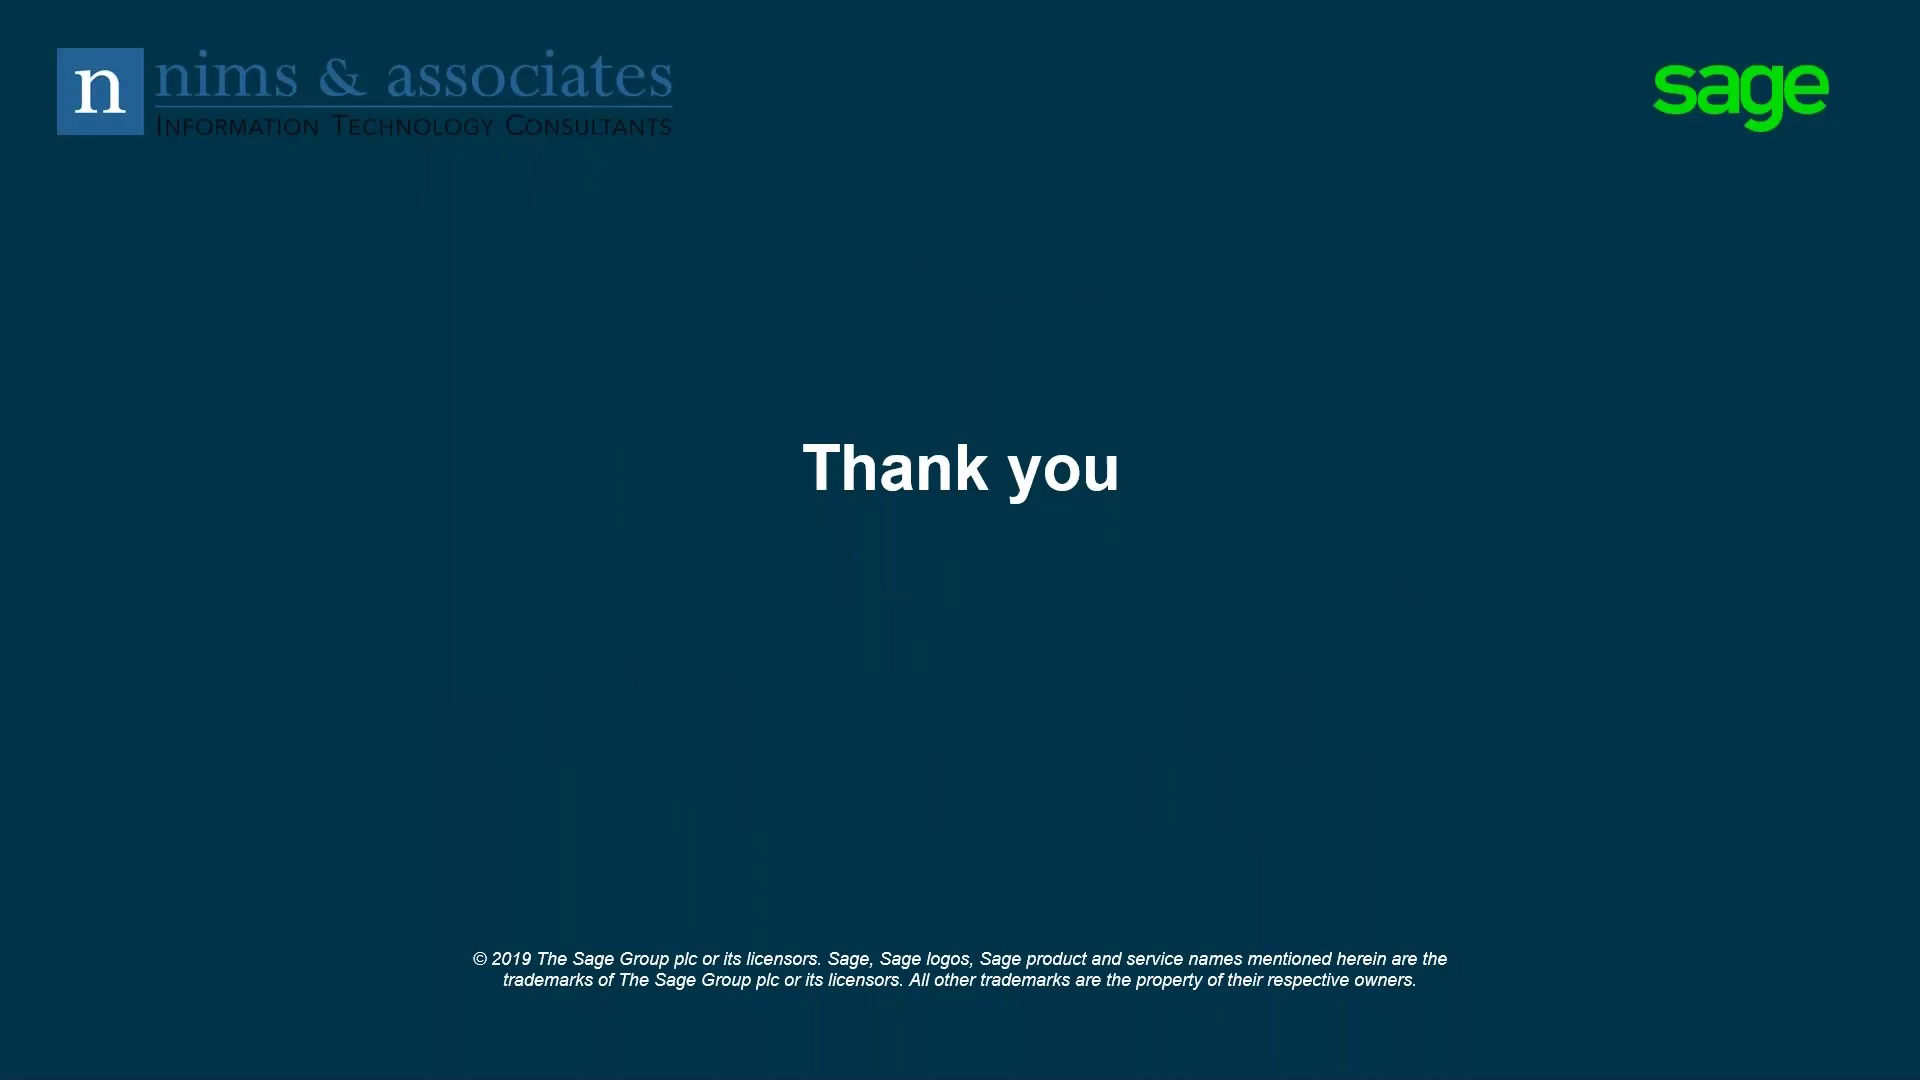 n nims & associates
INFORMATION TECHNOLOGY CONSULTANTS
sage
Thank you
© 2019 The Sage Group plc or its licensors. Sage, Sage logos, Sage product and service names mentioned herein are the
trademarks of The Sage Group plc or its licensors. All other trademarks are the property of their respective owners.